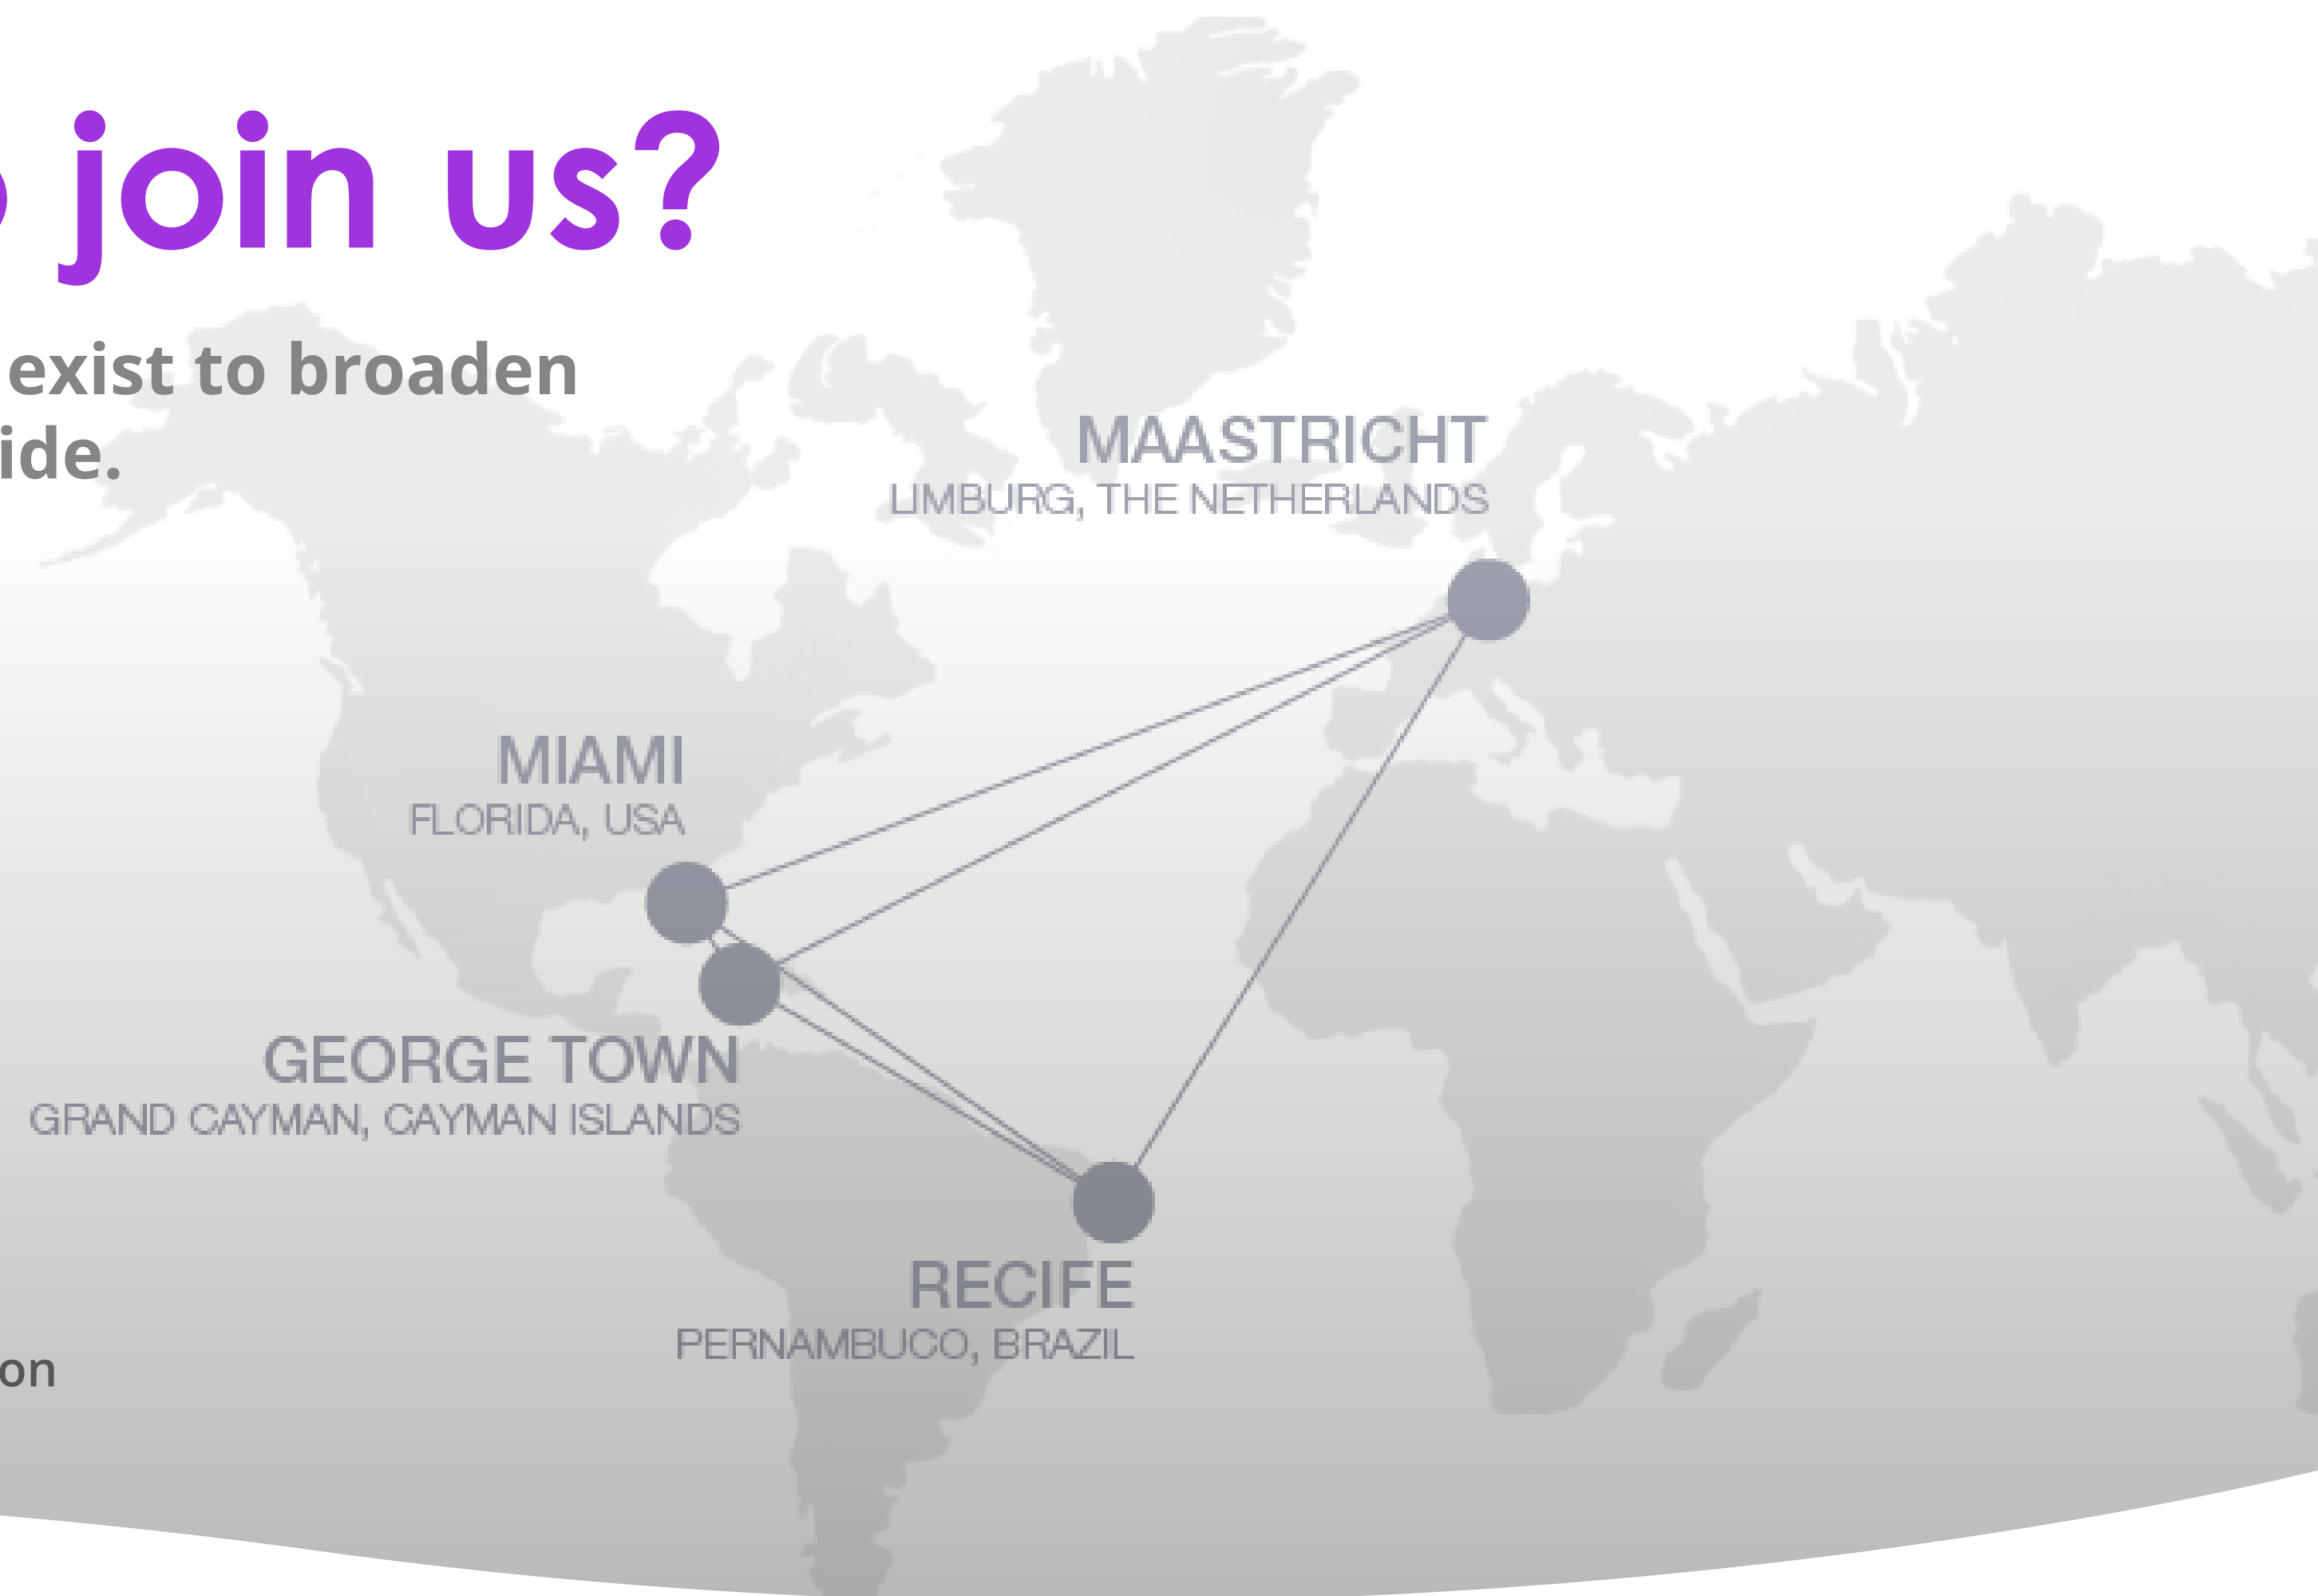 join us?
exist to broaden
ide.
MAASTRICHT
LIMBURG, THE NETHERLANDS
MIAMI
FLORIDA, USA
GEORGE TOWN
GRAND CAYMAN, CAYMAN ISLANDS
RECIFE
PERNAMBUCO, BRAZIL
on